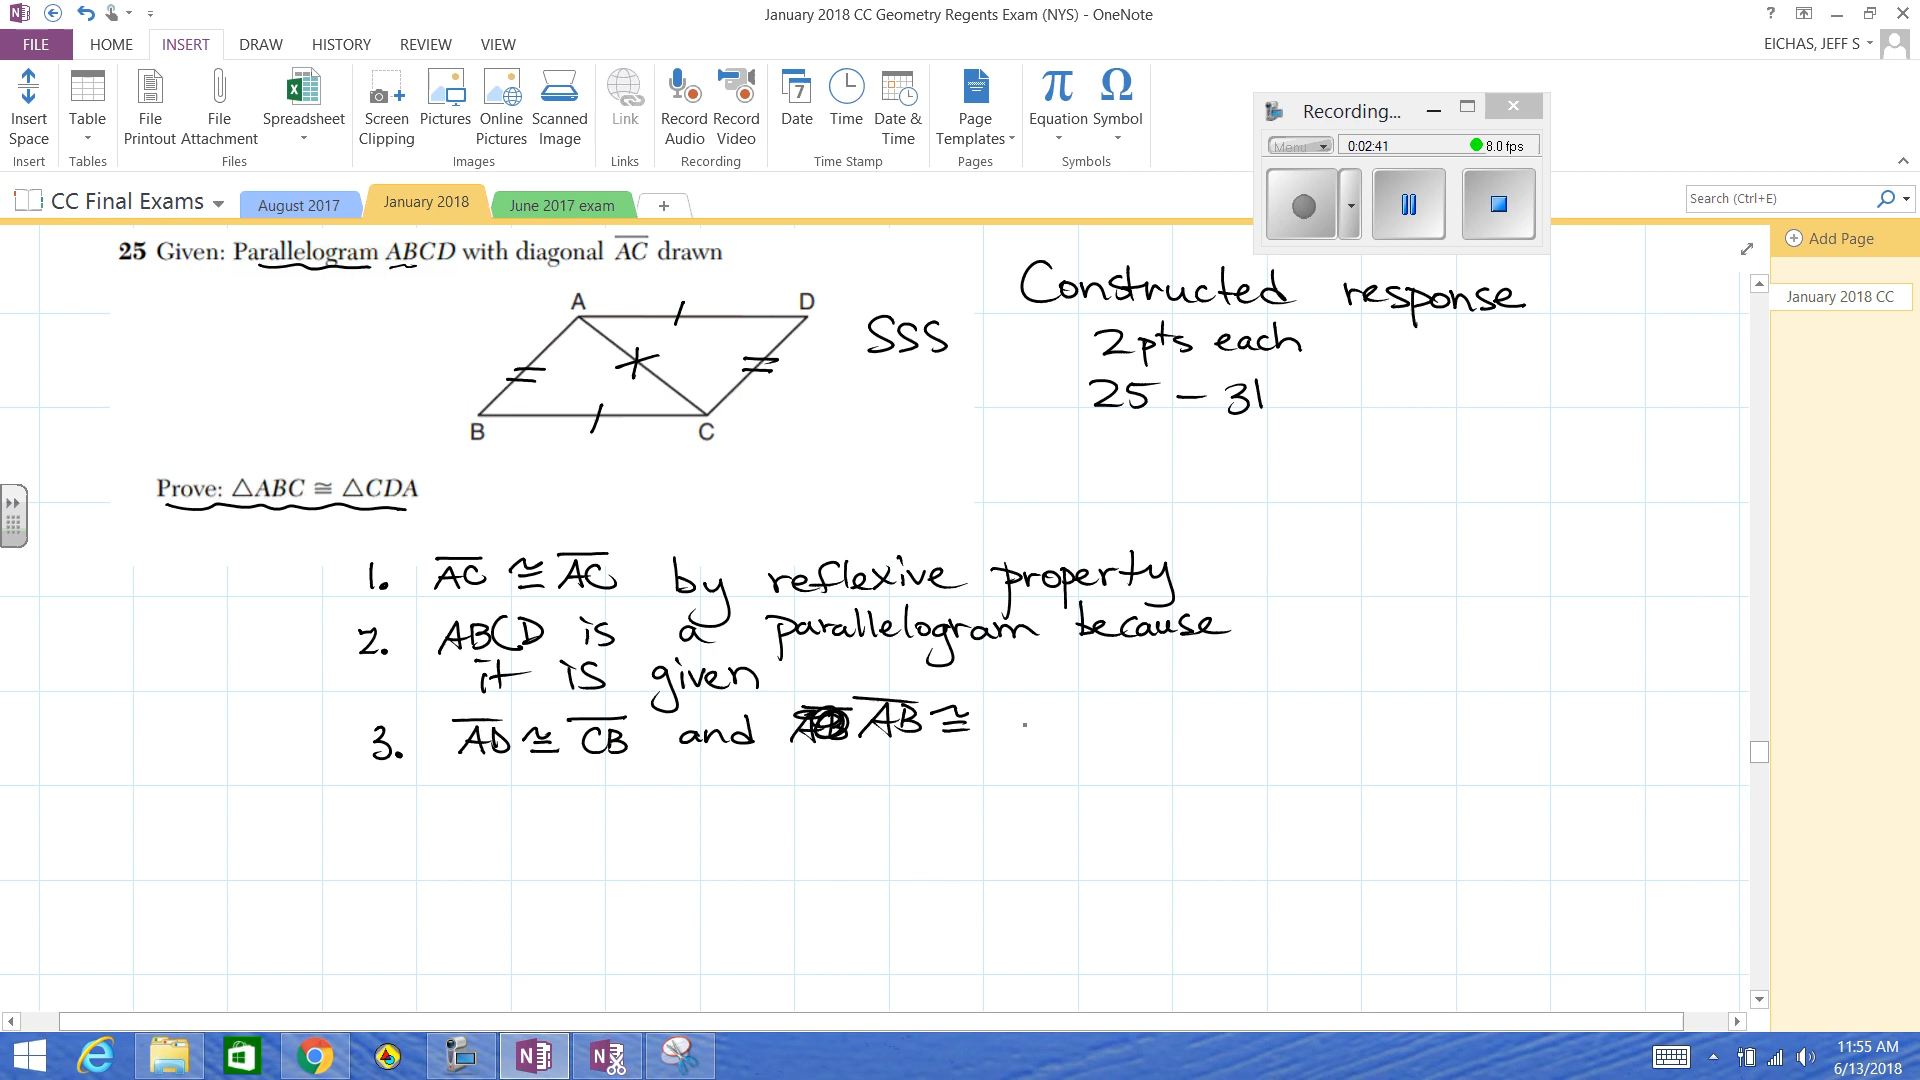 January 2018 CC Geometry Regents Exam (NYS) - OneNote
?
FILE HOME INSERT DRAW HISTORY REVIEW VIEW
EICHAS, JEFF S
Insert Space
Table
File Printout
File Attachment
Spreadsheet
Screen Clipping
Pictures
Online Pictures
Scanned Image
Link
Record Audio
Record Video
7
Date
Time
Date & Time
Page Templates
π Equation
Ω Symbol
Insert Tables Files Images Links Recording Time Stamp Pages Symbols
Recording...
Menu 0:02:41 8.0 fps
CC Final Exams August 2017 January 2018 June 2017 exam +
Search (Ctrl+E)
Add Page
January 2018 CC
25 Given: Parallelogram ABCD with diagonal A̅C̅ drawn
A D
B C
SSS
Constructed response
2pts each
25 – 31
Prove: △ABC ≅ △CDA
1. A̅C̅ ≅ A̅C̅ by reflexive property
2. ABCD is a parallelogram because
it is given
3. A̅D̅ ≅ C̅B̅ and A̅B̅ ≅
11:55 AM
6/13/2018